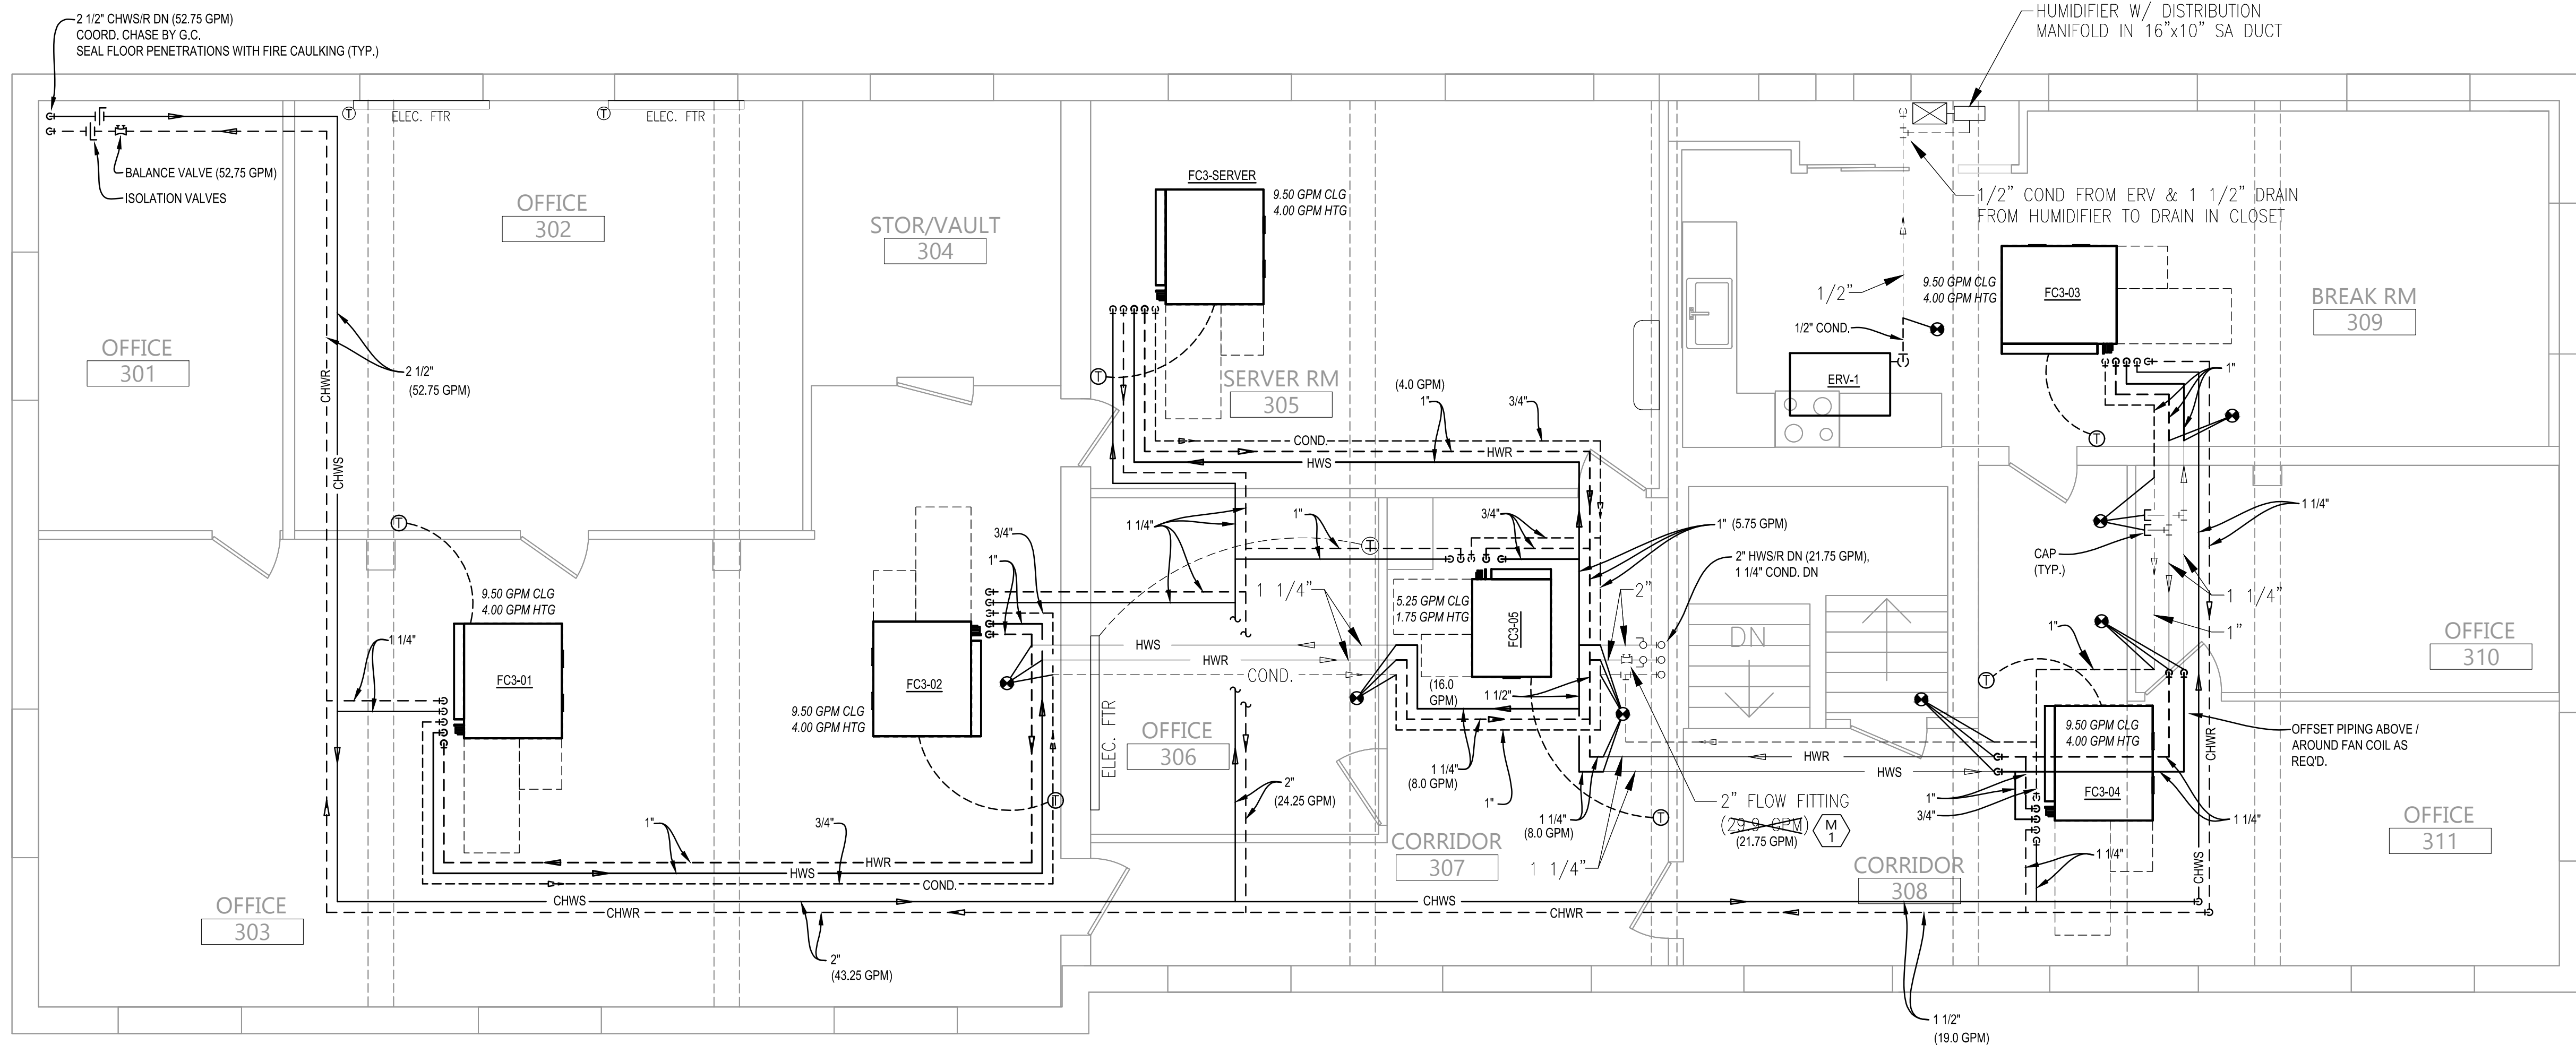 2 1/2" CHWS/R DN (52.75 GPM)
COORD. CHASE BY G.C.
SEAL FLOOR PENETRATIONS WITH FIRE CAULKING (TYP.)
HUMIDIFIER W/ DISTRIBUTION
MANIFOLD IN 16"x10" SA DUCT
T
ELEC. FTR
T
ELEC. FTR
BALANCE VALVE (52.75 GPM)
ISOLATION VALVES
OFFICE
302
STOR/VAULT
304
FC3-SERVER
9.50 GPM CLG
4.00 GPM HTG
1/2" COND FROM ERV & 1 1/2" DRAIN
FROM HUMIDIFIER TO DRAIN IN CLOSET
1/2"
1/2" COND.
ERV-1
9.50 GPM CLG
4.00 GPM HTG
FC3-03
BREAK RM
309
OFFICE
301
CHWR
2 1/2"
(52.75 GPM)
T
SERVER RM
305
(4.0 GPM)
1"
3/4"
1"
T
CHWS
COND.
HWR
HWS
T
3/4"
1"
1 1/4"
1"
3/4"
T
1" (5.75 GPM)
2" HWS/R DN (21.75 GPM),
1 1/4" COND. DN
1 1/4"
CAP
(TYP.)
9.50 GPM CLG
4.00 GPM HTG
1 1/4"
5.25 GPM CLG
1.75 GPM HTG
FC3-05
2"
1 1/4"
1"
1"
DN
OFFICE
310
1 1/4"
FC3-01
FC3-02
HWS
HWR
COND.
T
(16.0
GPM)
1 1/2"
9.50 GPM CLG
4.00 GPM HTG
ELEC. FTR
OFFICE
306
9.50 GPM CLG
4.00 GPM HTG
FC3-04
OFFSET PIPING ABOVE /
AROUND FAN COIL AS
REQ'D.
CHWR
HWR
HWS
1 1/4"
(8.0 GPM)
1"
2"
(24.25 GPM)
T
1 1/4"
(8.0 GPM)
T
2" FLOW FITTING
(29.9 GPM)
(21.75 GPM)
M
1
1"
3/4"
1 1/4"
OFFICE
311
1"
3/4"
HWR
HWS
COND.
CORRIDOR
307
1 1/4"
1 1/4"
CORRIDOR
308
CHWS
OFFICE
303
CHWS
CHWR
CHWS
CHWR
2"
(43.25 GPM)
1 1/2"
(19.0 GPM)